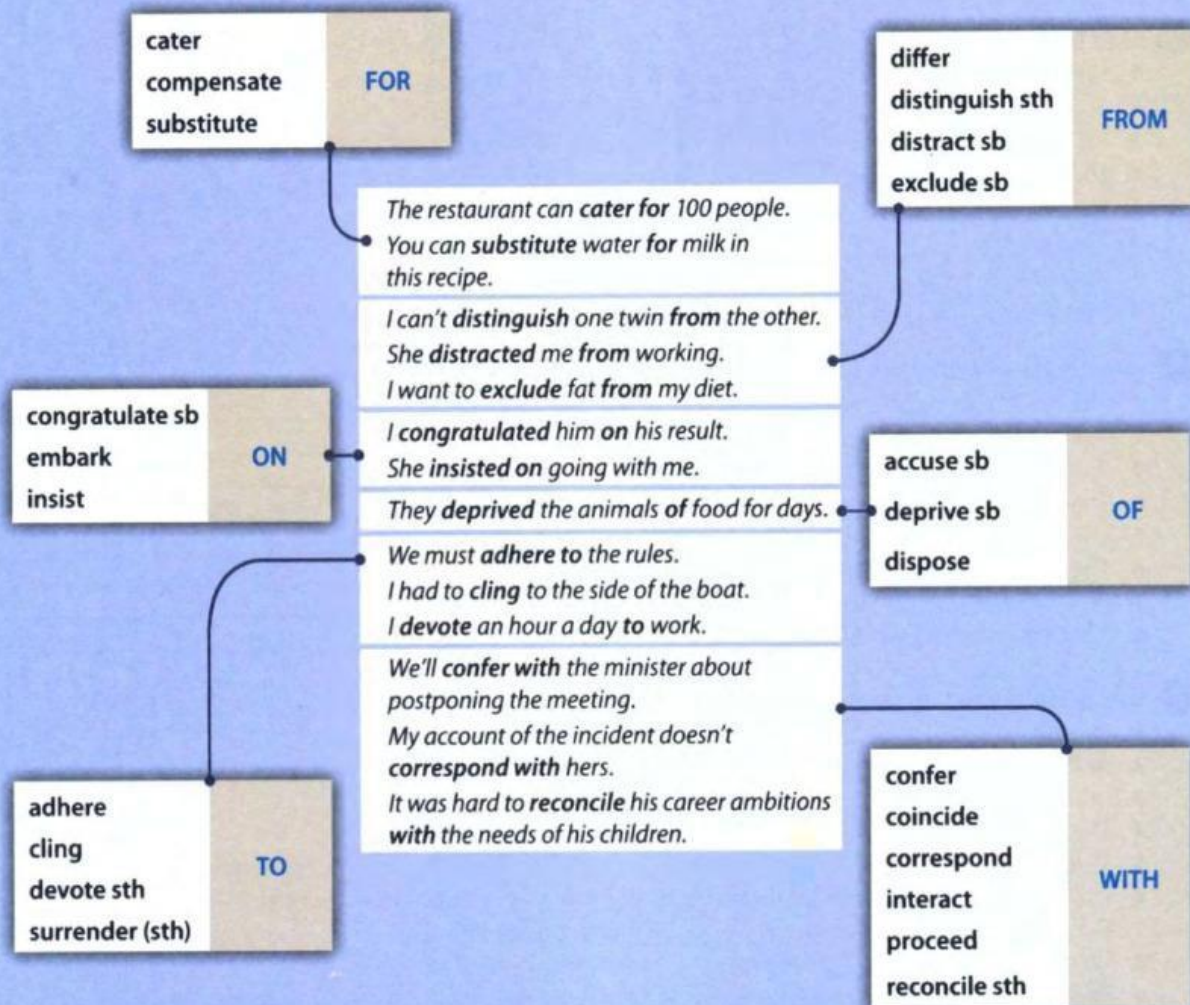 cater
compensate
substitute
FOR
differ
distinguish sth
distract sb
exclude sb
FROM
The restaurant can cater for 100 people.
You can substitute water for milk in
this recipe.
I can't distinguish one twin from the other.
She distracted me from working.
I want to exclude fat from my diet.
congratulate sb
embark
insist
ON
I congratulated him on his result.
She insisted on going with me.
They deprived the animals of food for days.
accuse sb
deprive sb
dispose
OF
We must adhere to the rules.
I had to cling to the side of the boat.
I devote an hour a day to work.
We'll confer with the minister about
postponing the meeting.
My account of the incident doesn't
correspond with hers.
It was hard to reconcile his career ambitions
with the needs of his children.
adhere
cling
devote sth
surrender (sth)
TO
confer
coincide
correspond
interact
proceed
reconcile sth
WITH